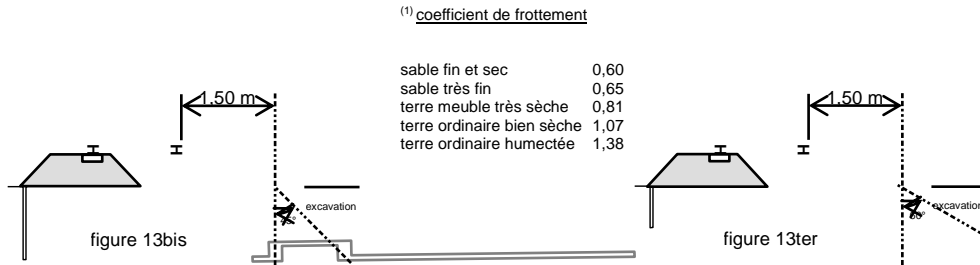 (1) coefficient de frottement
sable fin et sec 0,60
sable très fin 0,65
terre meuble très sèche 0,81
terre ordinaire bien sèche 1,07
terre ordinaire humectée 1,38
1.50 m
excavation
figure 13bis
1.50 m
excavation
figure 13ter